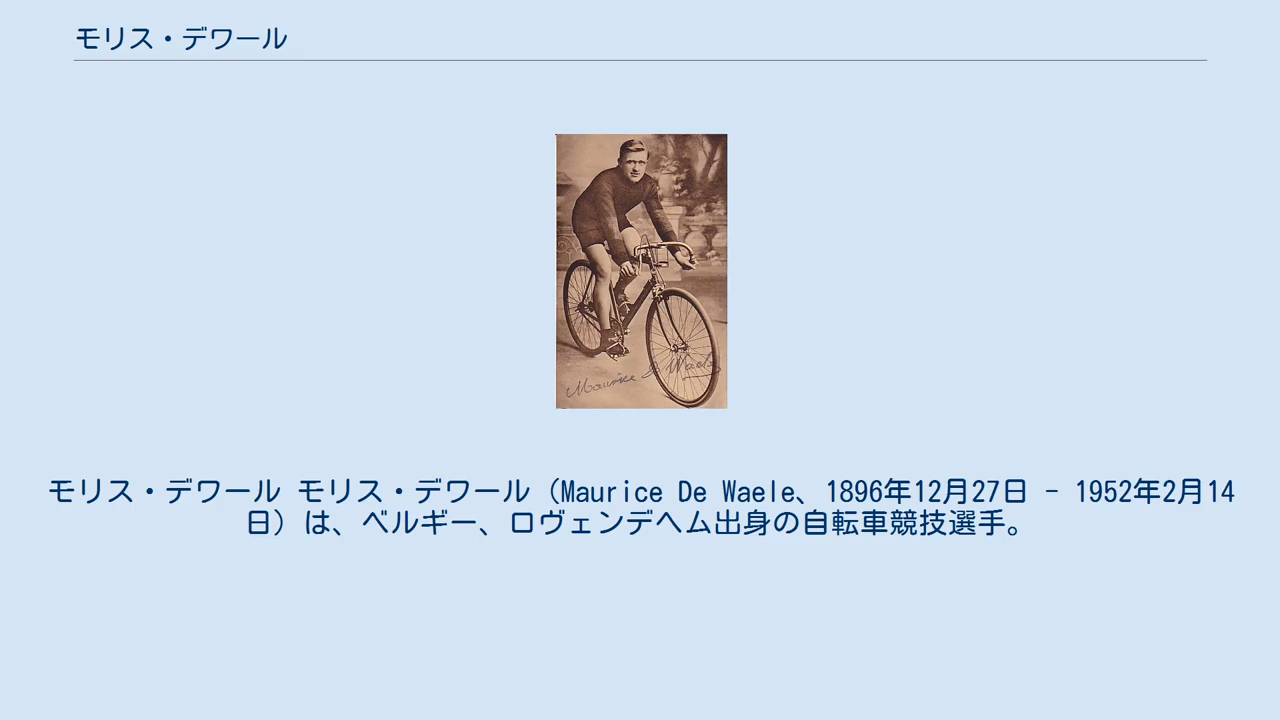 モリス・デワール
Maurice De Waele
モリス・デワール モリス・デワール（Maurice De Waele、1896年12月27日 - 1952年2月14
日）は、ベルギー、ロヴェンデヘム出身の自転車競技選手。